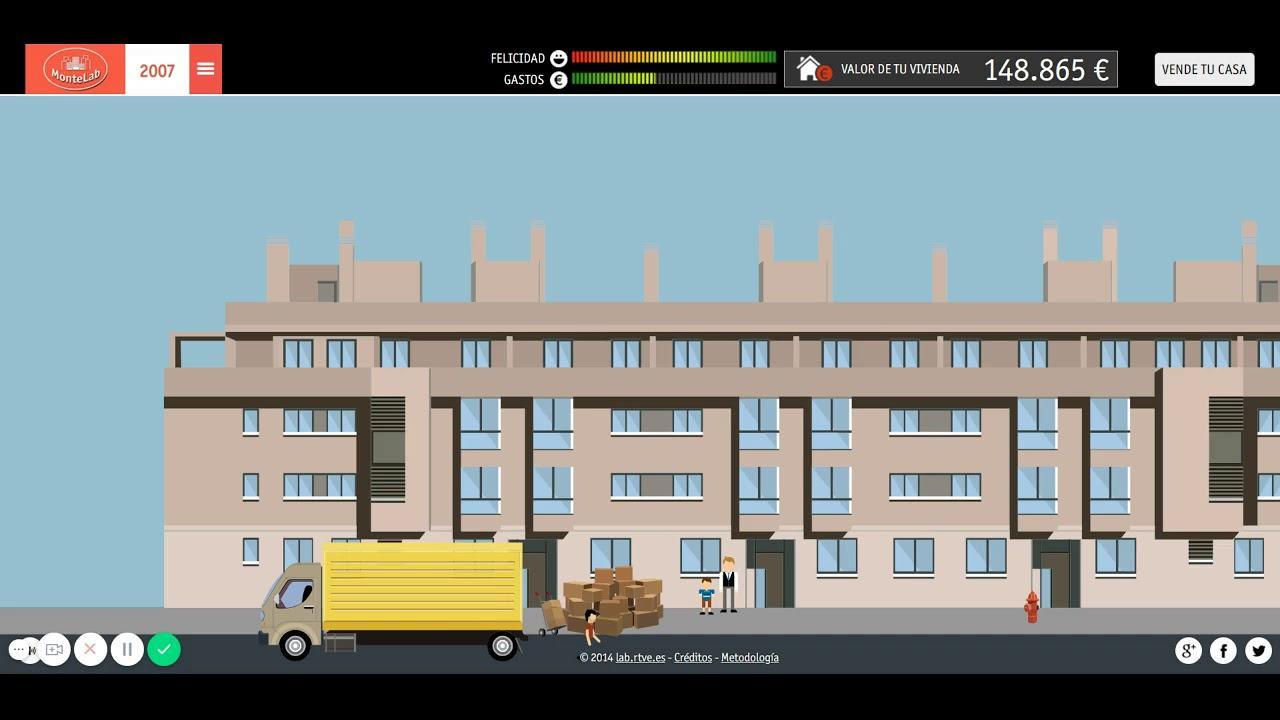 MonteLab
2007
FELICIDAD
GASTOS €
€ VALOR DE TU VIVIENDA 148.865 €
VENDE TU CASA
© 2014 lab.rtve.es - Créditos - Metodología
g+ f